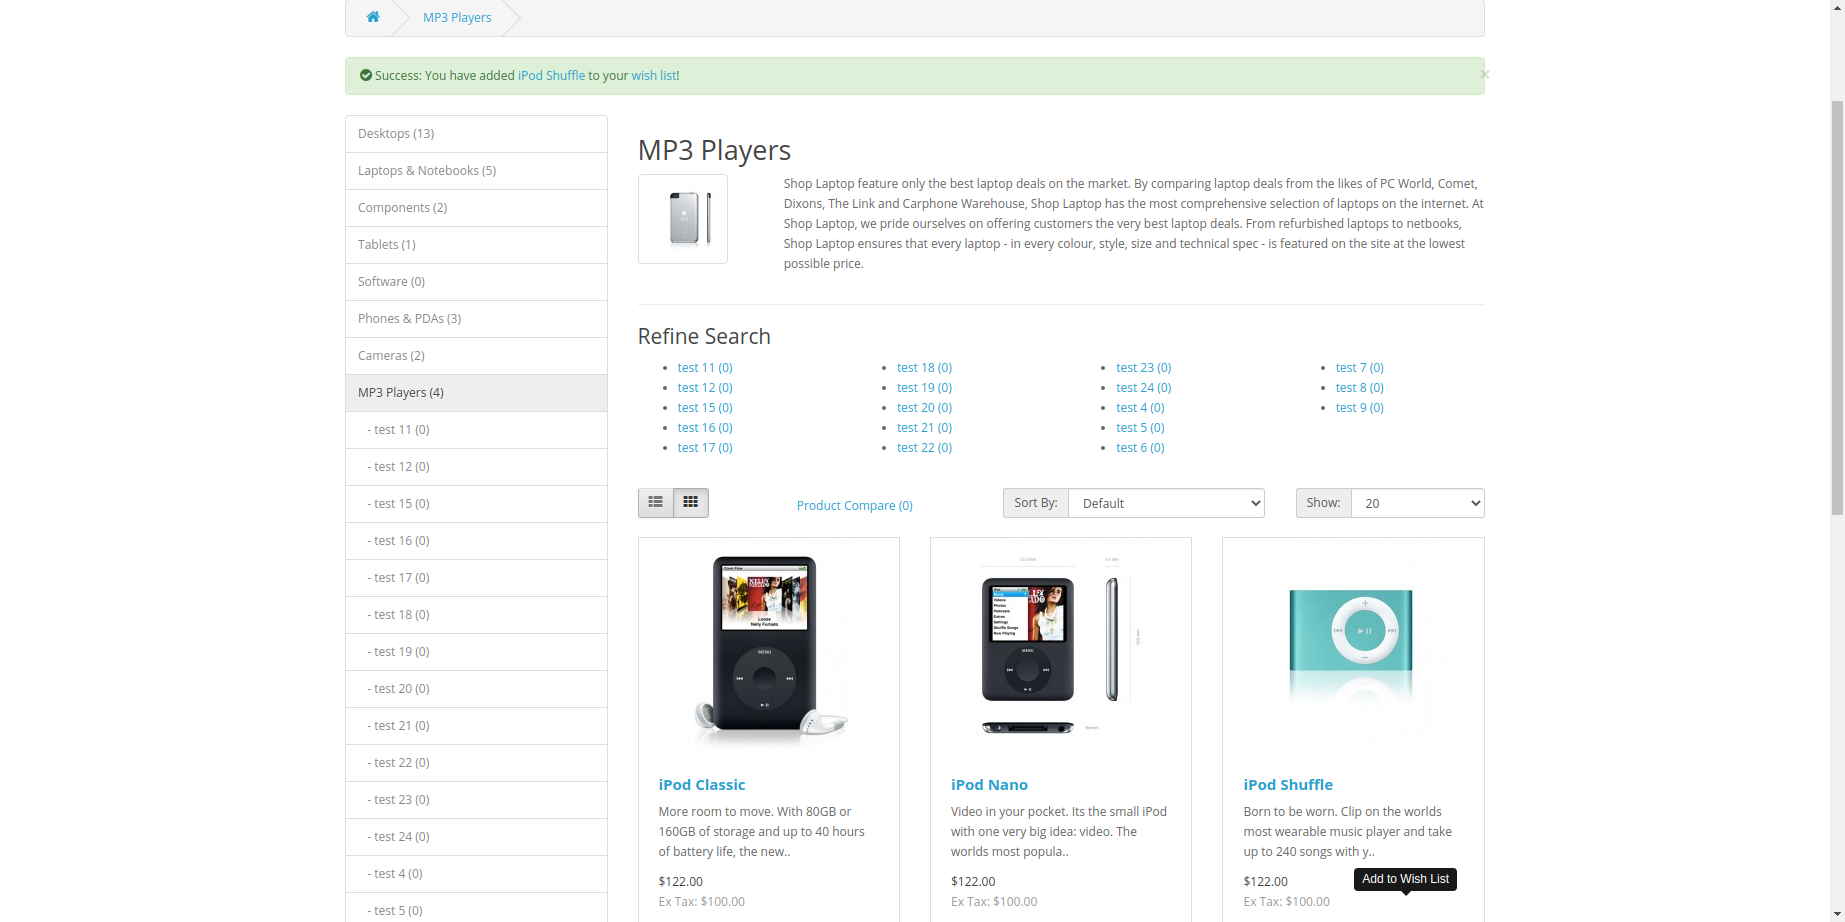 MP3 Players
Success: You have added iPod Shuffle to your wish list!
×
Desktops (13)
Laptops & Notebooks (5)
Components (2)
Tablets (1)
Software (0)
Phones & PDAs (3)
Cameras (2)
MP3 Players (4)
- test 11 (0)
- test 12 (0)
- test 15 (0)
- test 16 (0)
- test 17 (0)
- test 18 (0)
- test 19 (0)
- test 20 (0)
- test 21 (0)
- test 22 (0)
- test 23 (0)
- test 24 (0)
- test 4 (0)
- test 5 (0)
MP3 Players
Shop Laptop feature only the best laptop deals on the market. By comparing laptop deals from the likes of PC World, Comet,
Dixons, The Link and Carphone Warehouse, Shop Laptop has the most comprehensive selection of laptops on the internet. At
Shop Laptop, we pride ourselves on offering customers the very best laptop deals. From refurbished laptops to netbooks,
Shop Laptop ensures that every laptop - in every colour, style, size and technical spec - is featured on the site at the lowest
possible price.
Refine Search
test 11 (0)
test 12 (0)
test 15 (0)
test 16 (0)
test 17 (0)
test 18 (0)
test 19 (0)
test 20 (0)
test 21 (0)
test 22 (0)
test 23 (0)
test 24 (0)
test 4 (0)
test 5 (0)
test 6 (0)
test 7 (0)
test 8 (0)
test 9 (0)
Product Compare (0)
Sort By: Default
Show: 20
Loose
Nelly Furtado
MENU
iPod Classic
More room to move. With 80GB or
160GB of storage and up to 40 hours
of battery life, the new..
$122.00
Ex Tax: $100.00
Music
Videos
Photos
Podcasts
Extras
Settings
Shuffle Songs
Now Playing
MENU
iPod Nano
Video in your pocket. Its the small iPod
with one very big idea: video. The
worlds most popula..
$122.00
Ex Tax: $100.00
iPod Shuffle
Born to be worn. Clip on the worlds
most wearable music player and take
up to 240 songs with y..
$122.00
Ex Tax: $100.00
Add to Wish List